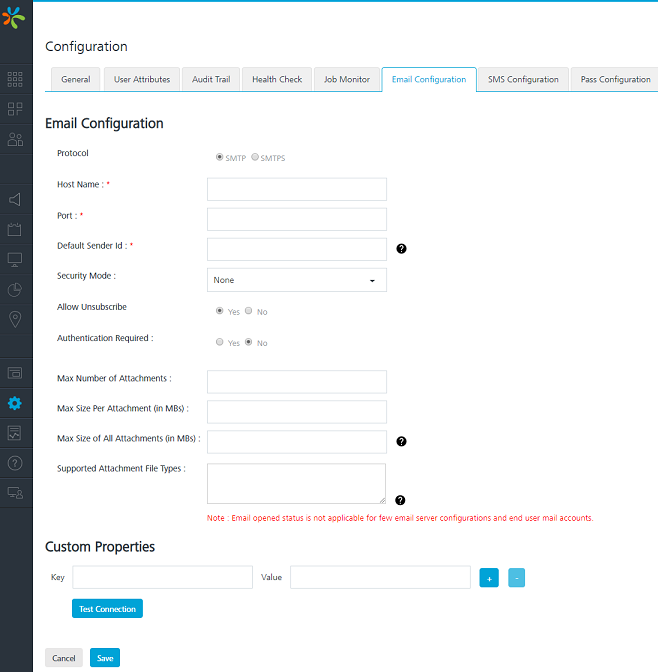 Configuration
General User Attributes Audit Trail Health Check Job Monitor Email Configuration SMS Configuration Pass Configuration
Email Configuration
Protocol SMTP SMTPS
Host Name : *
Port : *
Default Sender Id : * ?
Security Mode : None
Allow Unsubscribe Yes No
Authentication Required : Yes No
Max Number of Attachments :
Max Size Per Attachment (in MBs) :
Max Size of All Attachments (in MBs) : ?
Supported Attachment File Types : ?
Note : Email opened status is not applicable for few email server configurations and end user mail accounts.
Custom Properties
Key Value + -
Test Connection
Cancel Save